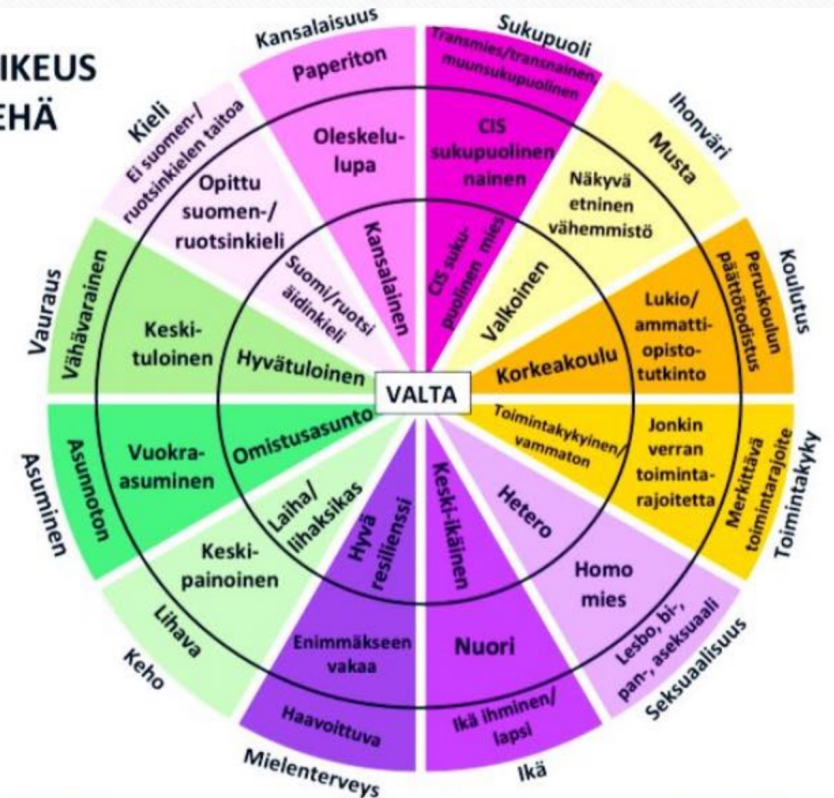 IKEUS
EHÄ
Sukupuoli
Transmies/transnainen,
muunsukupuolinen
CIS
sukupuolinen
nainen
CIS suku-
puolinen mies
Ihonväri
Musta
Näkyvä
etninen
vähemmistö
Valkoinen
Koulutus
Peruskoulun
päättötodistus
Lukio/
ammatti-
opisto-
tutkinto
Korkeakoulu
Toimintakyky
Merkittävä
toimintarajoite
Jonkin
verran
toiminta-
rajoitetta
Toimintakykyinen/
vammaton
Seksuaalisuus
Lesbo, bi-,
pan-, aseksuaali
Homo
mies
Hetero
Ikä
Ikä ihminen/
lapsi
Nuori
Keski-ikäinen
Mielenterveys
Haavoittuva
Enimmäkseen
vakaa
Hyvä
resilienssi
Keho
Lihava
Keski-
painoinen
Laiha/
lihaksikas
Asuminen
Asunnoton
Vuokra-
asuminen
Omistusasunto
Vauraus
Vähävarainen
Keski-
tuloinen
Hyvätuloinen
Kieli
Ei suomen-/
ruotsinkielen taitoa
Opittu
suomen-/
ruotsinkieli
Suomi/ruotsi
äidinkieli
Kansalaisuus
Paperiton
Oleskelu-
lupa
Kansalainen
VALTA